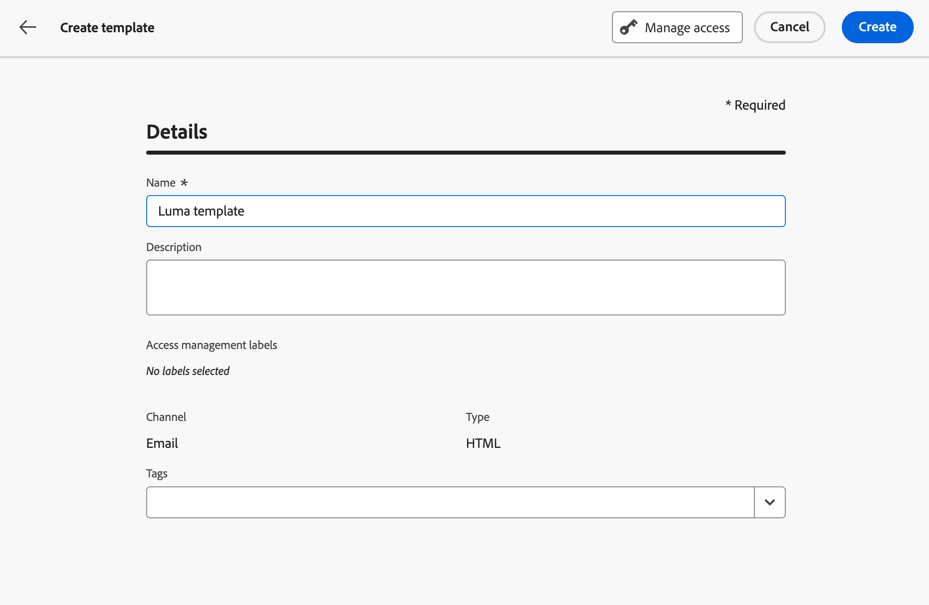 Create template
Manage access
Cancel
Create
* Required
Details
Name *
Luma template
Description
Access management labels
No labels selected
Channel
Type
Email
HTML
Tags